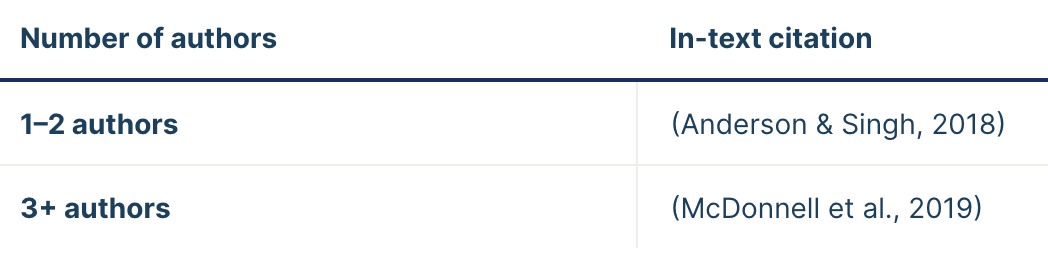 Number of authors In-text citation
1–2 authors (Anderson & Singh, 2018)
3+ authors (McDonnell et al., 2019)